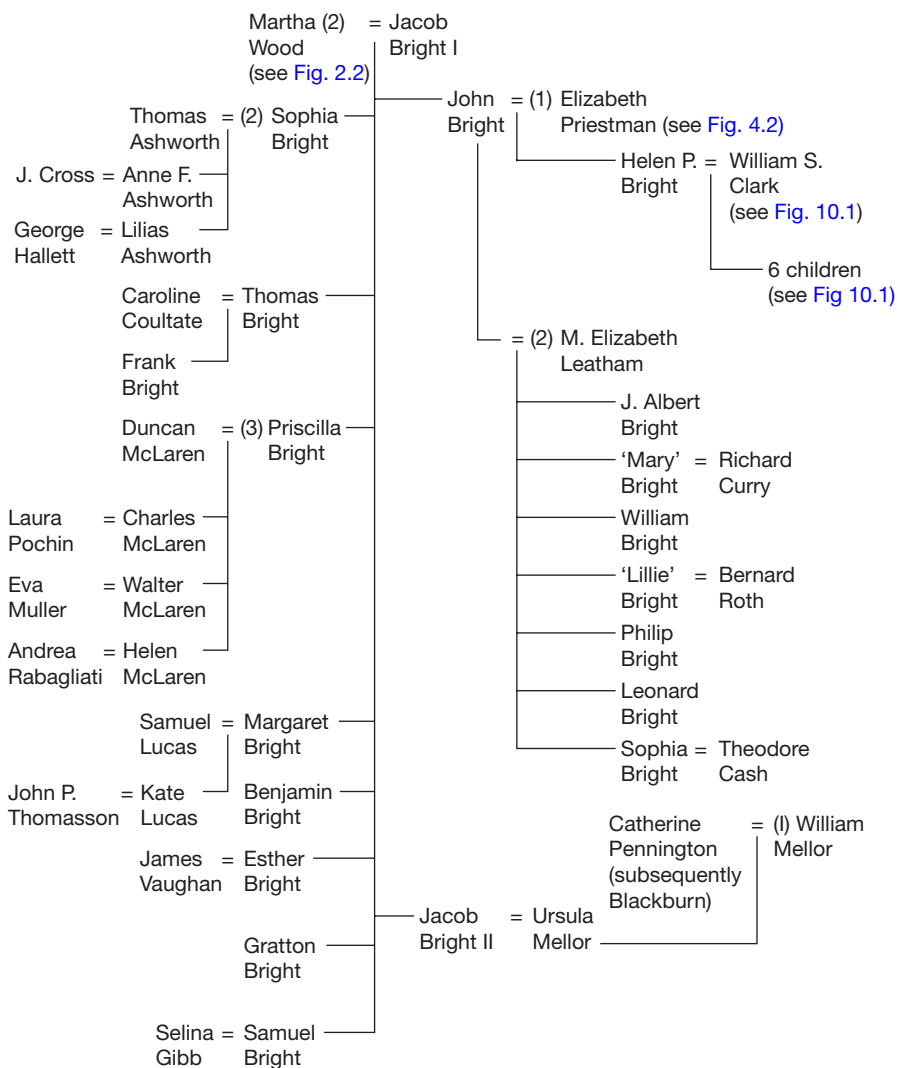 Martha (2) = Jacob
Wood Bright I
(see Fig. 2.2)
John = (1) Elizabeth
Bright Priestman (see Fig. 4.2)
Thomas = (2) Sophia
Ashworth Bright
Helen P. = William S.
Bright Clark
(see Fig. 10.1)
J. Cross = Anne F.
Ashworth
George = Lilias
Hallett Ashworth
6 children
(see Fig 10.1)
Caroline = Thomas
Coultate Bright
= (2) M. Elizabeth
Leatham
Frank
Bright
J. Albert
Bright
Duncan = (3) Priscilla
McLaren Bright
‘Mary’ = Richard
Bright Curry
Laura = Charles
Pochin McLaren
William
Bright
Eva = Walter
Muller McLaren
‘Lillie’ = Bernard
Bright Roth
Philip
Bright
Andrea = Helen
Rabagliati McLaren
Leonard
Bright
Samuel = Margaret
Lucas Bright
Sophia = Theodore
Bright Cash
John P. = Kate
Thomasson Lucas
Benjamin
Bright
Catherine = (I) William
Pennington Mellor
(subsequently
Blackburn)
James = Esther
Vaughan Bright
Jacob = Ursula
Bright II Mellor
Gratton
Bright
Selina = Samuel
Gibb Bright